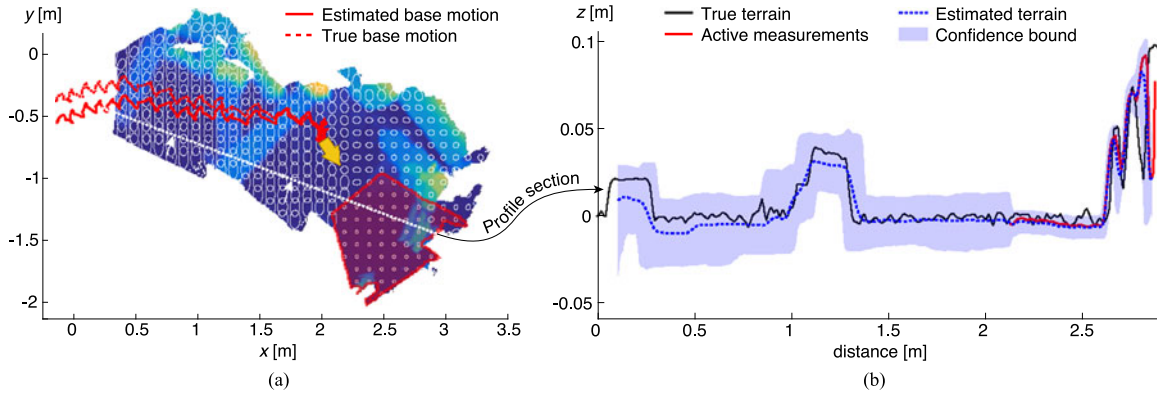 y [m]
Estimated base motion
True base motion
0
-0.5
-1
-1.5
-2
0 0.5 1 1.5 2 2.5 3 3.5
x [m]
(a)
Profile section
z [m]
True terrain
Estimated terrain
Active measurements
Confidence bound
0.1
0.05
0
-0.05
0 0.5 1 1.5 2 2.5
distance [m]
(b)